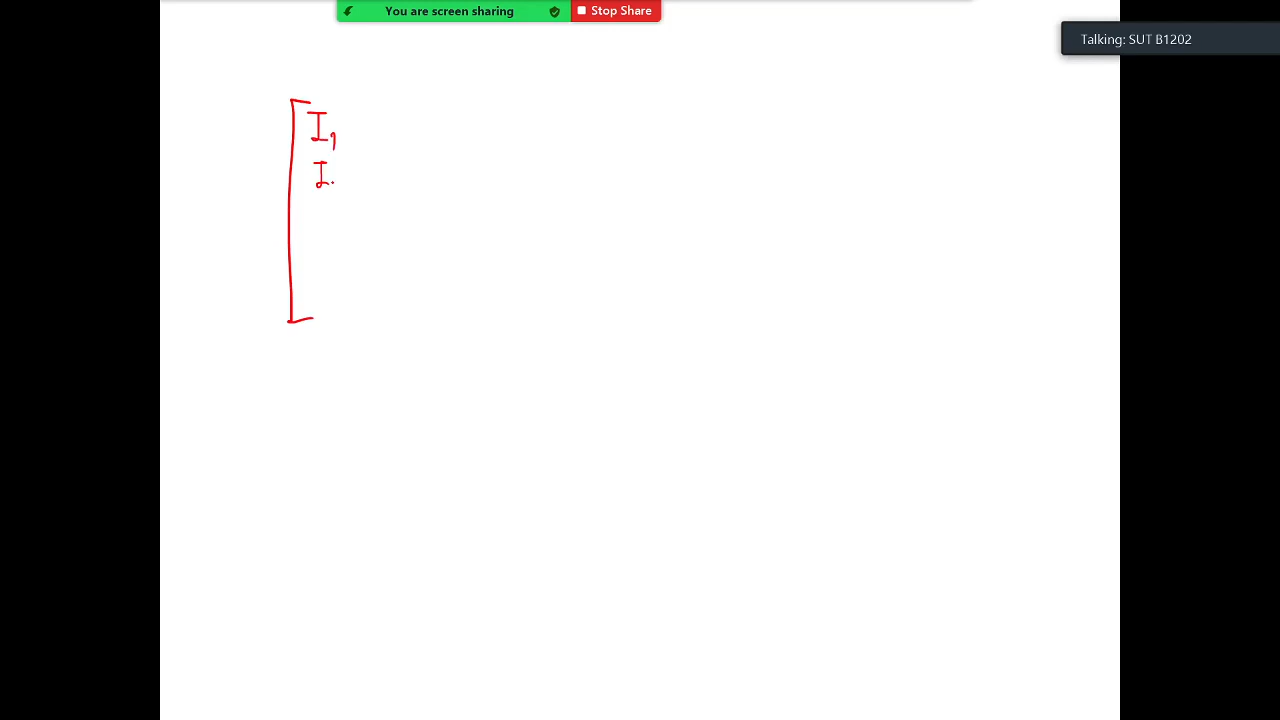 You are screen sharing
Stop Share
Talking: SUT B1202
I₁
I